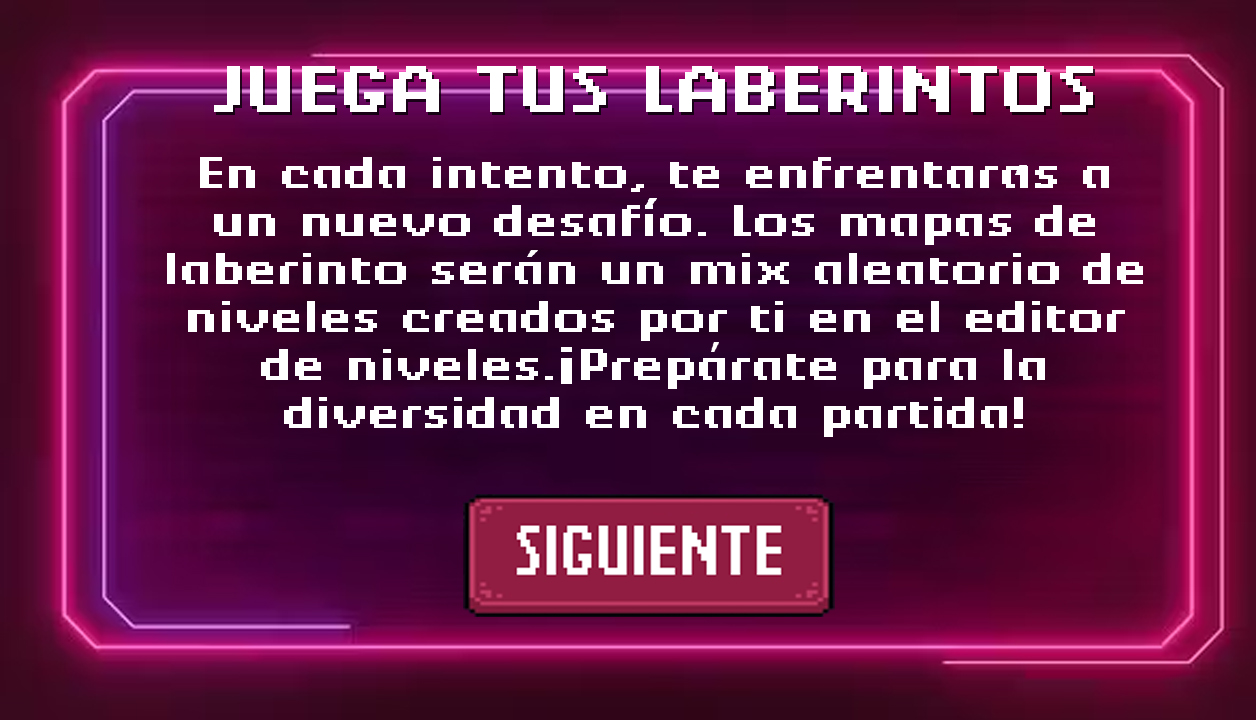 JUEGA TUS LABERINTOS
En cada intento, te enfrentarás a
un nuevo desafío. Los mapas de
laberinto serán un mix aleatorio de
niveles creados por ti en el editor
de niveles.¡Prepárate para la
diversidad en cada partida!
SIGUIENTE